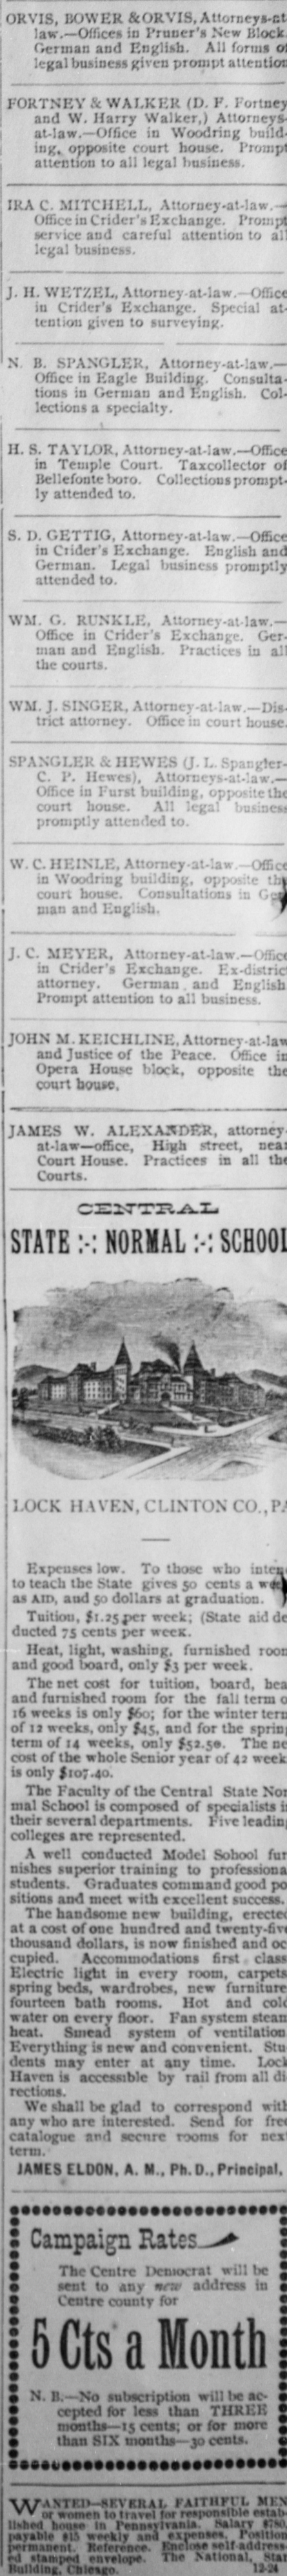 ORVIS, BOWER & ORVIS, Attorneys-at-
law.—Offices in Pruner's New Block.
German and English. All forms of
legal business given prompt attention
FORTNEY & WALKER (D. F. Fortney
and W. Harry Walker,) Attorneys-
at-law.—Office in Woodring build-
ing, opposite court house. Prompt
attention to all legal business.
IRA C. MITCHELL, Attorney-at-law.—
Office in Crider's Exchange. Prompt
service and careful attention to all
legal business.
J. H. WETZEL, Attorney-at-law.—Office
in Crider's Exchange. Special at-
tention given to surveying.
N. B. SPANGLER, Attorney-at-law.—
Office in Eagle Building. Consulta-
tions in German and English. Col-
lections a specialty.
H. S. TAYLOR, Attorney-at-law.—Office
in Temple Court. Taxcollector of
Bellefonte boro. Collections prompt-
ly attended to.
S. D. GETTIG, Attorney-at-law.—Office
in Crider's Exchange. English and
German. Legal business promptly
attended to.
WM. G. RUNKLE, Attorney-at-law.—
Office in Crider's Exchange. Ger-
man and English. Practices in all
the courts.
WM. J. SINGER, Attorney-at-law.—Dis-
trict attorney. Office in court house.
SPANGLER & HEWES (J. L. Spangler-
C. P. Hewes), Attorneys-at-law.—
Office in Furst building, opposite the
court house. All legal business
promptly attended to.
W. C. HEINLE, Attorney-at-law.—Office
in Woodring building, opposite th
court house. Consultations in Ger
man and English.
J. C. MEYER, Attorney-at-law.—Office
in Crider's Exchange. Ex-distric
attorney. German and English
Prompt attention to all business.
JOHN M. KEICHLINE, Attorney-at-law
and Justice of the Peace. Office in
Opera House block, opposite the
court house.
JAMES W. ALEXANDER, attorney
at-law—office, High street, near
Court House. Practices in all the
Courts.
CENTRAL
STATE :-: NORMAL :-: SCHOOL
LOCK HAVEN, CLINTON CO., PA
Expenses low. To those who inten
to teach the State gives 50 cents a we
as AID, and 50 dollars at graduation.
Tuition, $1.25 per week; (State aid de
ducted 75 cents per week.
Heat, light, washing, furnished room
and good board, only $3 per week.
The net cost for tuition, board, hea
and furnished room for the fall term o
16 weeks is only $60; for the winter term
of 12 weeks, only $45, and for the spring
term of 14 weeks, only $52.50. The ne
cost of the whole Senior year of 42 week
is only $107.40.
The Faculty of the Central State Nor
mal School is composed of specialists i
their several departments. Five leading
colleges are represented.
A well conducted Model School fur
nishes superior training to professiona
students. Graduates command good po
sitions and meet with excellent success.
The handsome new building, erected
at a cost of one hundred and twenty-five
thousand dollars, is now finished and oc
cupied. Accommodations first class
Electric light in every room, carpets
spring beds, wardrobes, new furniture
fourteen bath rooms. Hot and cold
water on every floor. Fan system steam
heat. Smead system of ventilation
Everything is new and convenient. Stu
dents may enter at any time. Lock
Haven is accessible by rail from all di
rections.
We shall be glad to correspond with
any who are interested. Send for free
catalogue and secure rooms for next
term.
JAMES ELDON, A. M., Ph. D., Principal,
Campaign Rates
The Centre Democrat will be
sent to any new address in
Centre county for
5 Cts a Month
N. B.—No subscription will be ac-
cepted for less than THREE
months—15 cents; or for more
than SIX months—30 cents.
WANTED—SEVERAL FAITHFUL MEN
or women to travel for responsible estab-
lished house in Pennsylvania. Salary $780,
payable $15 weekly and expenses. Position
permanent. Reference. Enclose self-address-
ed stamped envelope. The National, Star
Building, Chicago. 12-24